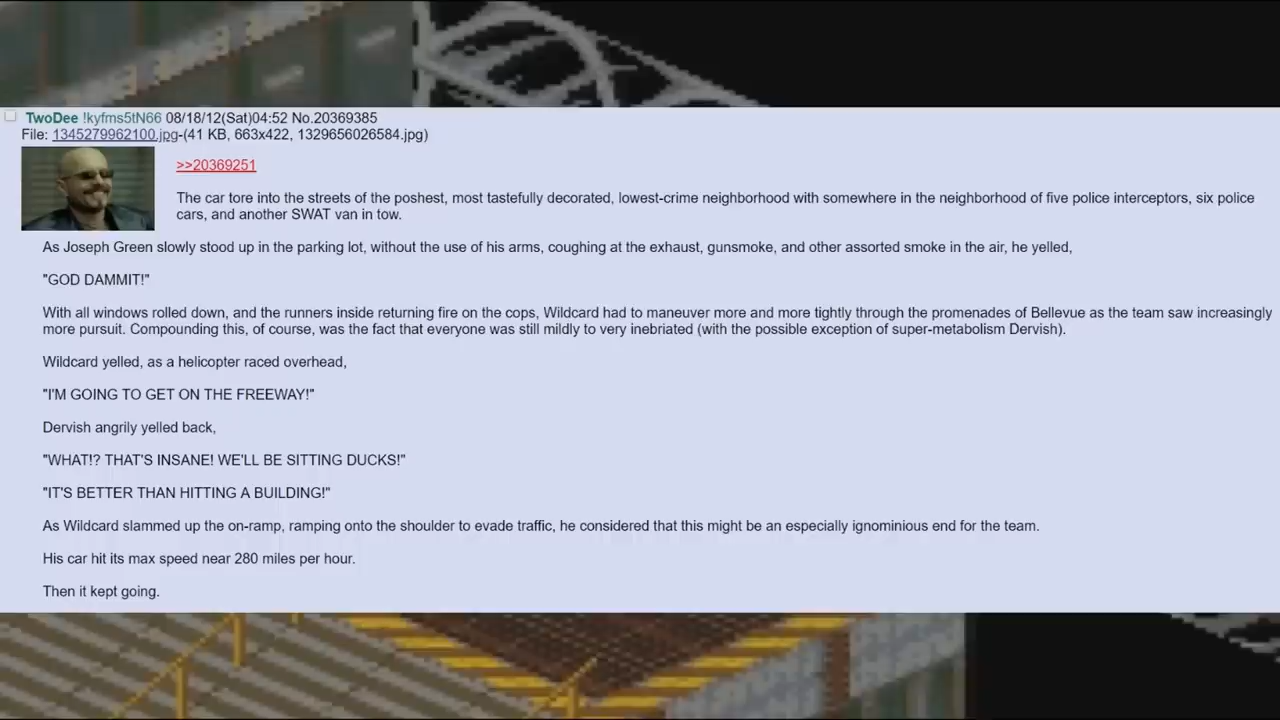 TwoDee !kyfms5tN66 08/18/12(Sat)04:52 No.20369385
File: 1345279962100.jpg-(41 KB, 663x422, 1329656026584.jpg)
>>20369251
The car tore into the streets of the poshest, most tastefully decorated, lowest-crime neighborhood with somewhere in the neighborhood of five police interceptors, six police
cars, and another SWAT van in tow.
As Joseph Green slowly stood up in the parking lot, without the use of his arms, coughing at the exhaust, gunsmoke, and other assorted smoke in the air, he yelled,
"GOD DAMMIT!"
With all windows rolled down, and the runners inside returning fire on the cops, Wildcard had to maneuver more and more tightly through the promenades of Bellevue as the team saw increasingly
more pursuit. Compounding this, of course, was the fact that everyone was still mildly to very inebriated (with the possible exception of super-metabolism Dervish).
Wildcard yelled, as a helicopter raced overhead,
"I'M GOING TO GET ON THE FREEWAY!"
Dervish angrily yelled back,
"WHAT!? THAT'S INSANE! WE'LL BE SITTING DUCKS!"
"IT'S BETTER THAN HITTING A BUILDING!"
As Wildcard slammed up the on-ramp, ramping onto the shoulder to evade traffic, he considered that this might be an especially ignominious end for the team.
His car hit its max speed near 280 miles per hour.
Then it kept going.